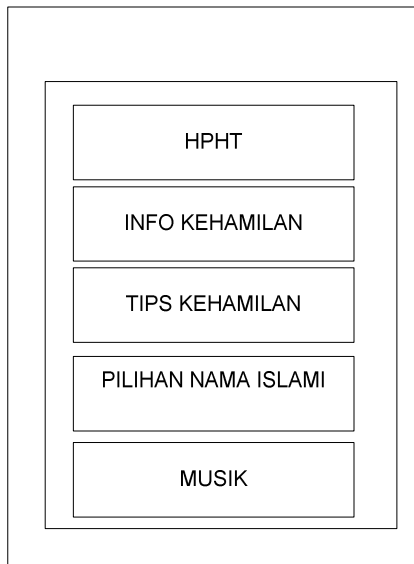 HPHT
INFO KEHAMILAN
TIPS KEHAMILAN
PILIHAN NAMA ISLAMI
MUSIK